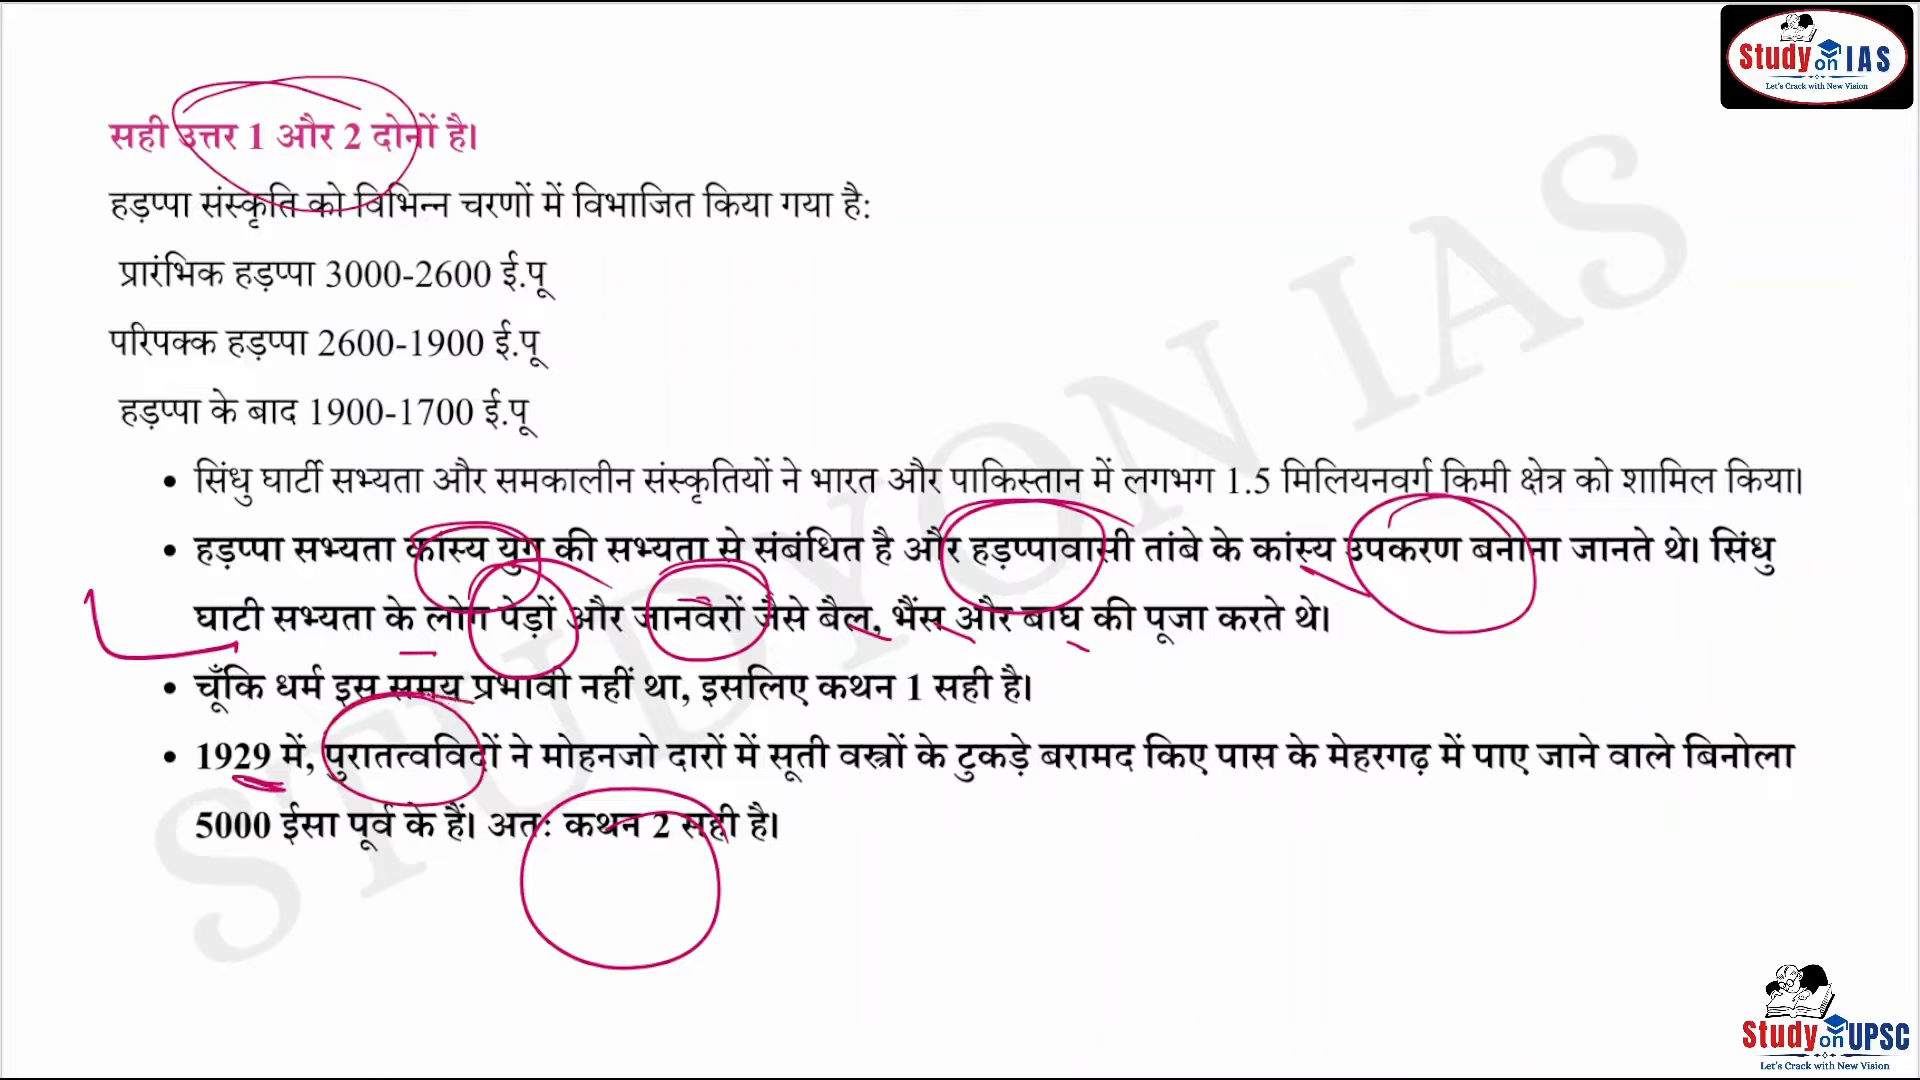 Study on IAS
Let's Crack with New Vision
सही उत्तर 1 और 2 दोनों है।
हड़प्पा संस्कृति को विभिन्न चरणों में विभाजित किया गया है:
प्रारंभिक हड़प्पा 3000-2600 ई.पू
परिपक्क हड़प्पा 2600-1900 ई.पू
हड़प्पा के बाद 1900-1700 ई.पू
• सिंधु घार्टी सभ्यता और समकालीन संस्कृतियों ने भारत और पाकिस्तान में लगभग 1.5 मिलियनवर्ग किमी क्षेत्र को शामिल किया।
• हड़प्पा सभ्यता कांस्य युग की सभ्यता से संबंधित है और हड़प्पावासी तांबे के कांस्य उपकरण बनाना जानते थे। सिंधु
घाटी सभ्यता के लोग पेड़ों और जानवरों जैसे बैल, भैंस और बाघ की पूजा करते थे।
• चूँकि धर्म इस समय प्रभावी नहीं था, इसलिए कथन 1 सही है।
• 1929 में, पुरातत्वविदों ने मोहनजो दारों में सूती वस्त्रों के टुकड़े बरामद किए पास के मेहरगढ़ में पाए जाने वाले बिनोला
5000 ईसा पूर्व के हैं। अतः कथन 2 सही है।
STUDY ON IAS
Study on UPSC
Let's Crack with New Vision